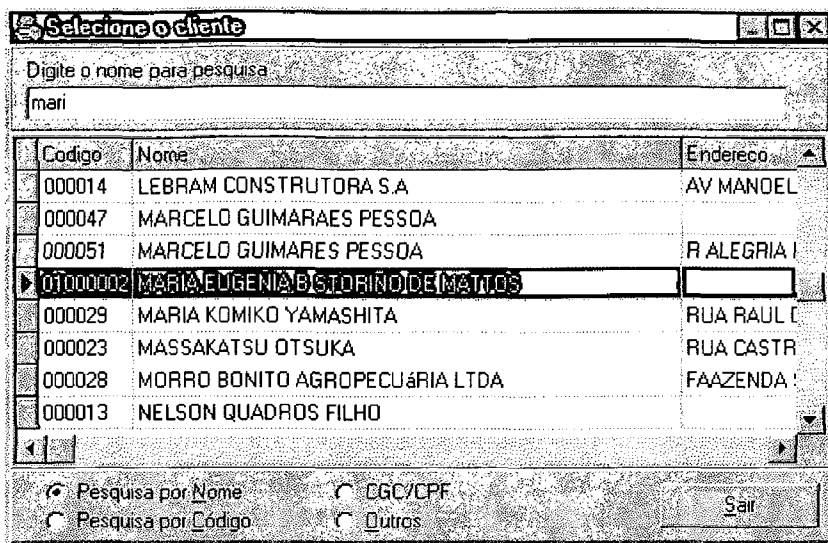 Selecione o cliente
Digite o nome para pesquisa
mari
Codigo Nome Endereco
000014 LEBRAM CONSTRUTORA S.A AV MANOEL
000047 MARCELO GUIMARAES PESSOA
000051 MARCELO GUIMARES PESSOA R ALEGRIA
01000002 MARIA EUGENIA B STORINO DE MATTOS
000029 MARIA KOMIKO YAMASHITA RUA RAUL
000023 MASSAKATSU OTSUKA RUA CASTR
000028 MORRO BONITO AGROPECUáRIA LTDA FAAZENDA
000013 NELSON QUADROS FILHO
Pesquisa por Nome CGC/CPF
Pesquisa por Código Outros
Sair